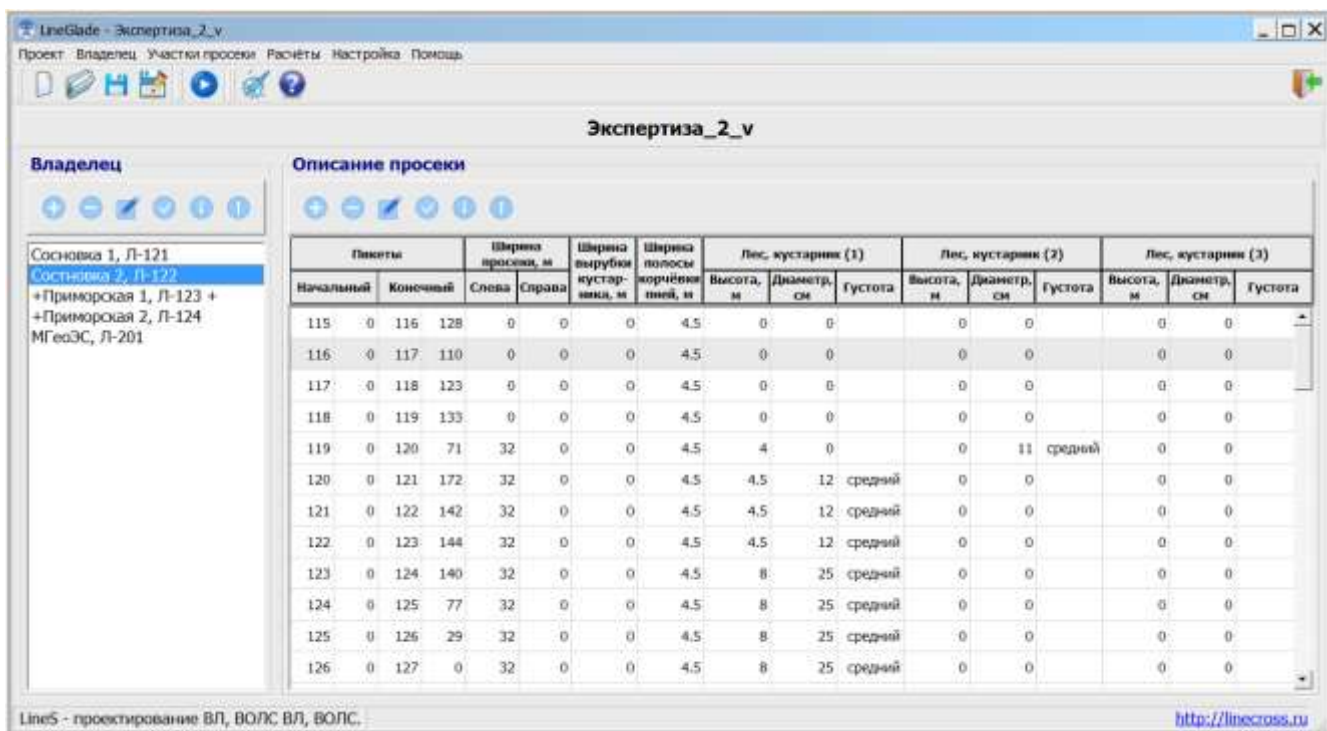 LineGlade - Экспертиза_2_v
Проект Владелец Участки просеки Расчёты Настройка Помощь
Экспертиза_2_v
Владелец
Сосновка 1, Л-121
Состновка 2, Л-122
+Приморская 1, Л-123 +
+Приморская 2, Л-124
МГеоЭС, Л-201
Описание просеки
Пикеты Ширина просеки, м Ширина вырубки кустар-ника, м Ширина полосы корчёвки пней, м Лес, кустарник (1) Лес, кустарник (2) Лес, кустарник (3)
Начальный Конечный Слева Справа Высота, м Диаметр, см Густота Высота, м Диаметр, см Густота Высота, м Диаметр, см Густота
115 0 116 128 0 0 0 4.5 0 0 0 0 0 0
116 0 117 110 0 0 0 4.5 0 0 0 0 0 0
117 0 118 123 0 0 0 4.5 0 0 0 0 0 0
118 0 119 133 0 0 0 4.5 0 0 0 0 0 0
119 0 120 71 32 0 0 4.5 4 0 0 11 средний 0 0
120 0 121 172 32 0 0 4.5 4.5 12 средний 0 0 0 0
121 0 122 142 32 0 0 4.5 4.5 12 средний 0 0 0 0
122 0 123 144 32 0 0 4.5 4.5 12 средний 0 0 0 0
123 0 124 140 32 0 0 4.5 8 25 средний 0 0 0 0
124 0 125 77 32 0 0 4.5 8 25 средний 0 0 0 0
125 0 126 29 32 0 0 4.5 8 25 средний 0 0 0 0
126 0 127 0 32 0 0 4.5 8 25 средний 0 0 0 0
LineS - проектирование ВЛ, ВОЛС ВЛ, ВОЛС.
http://linecross.ru